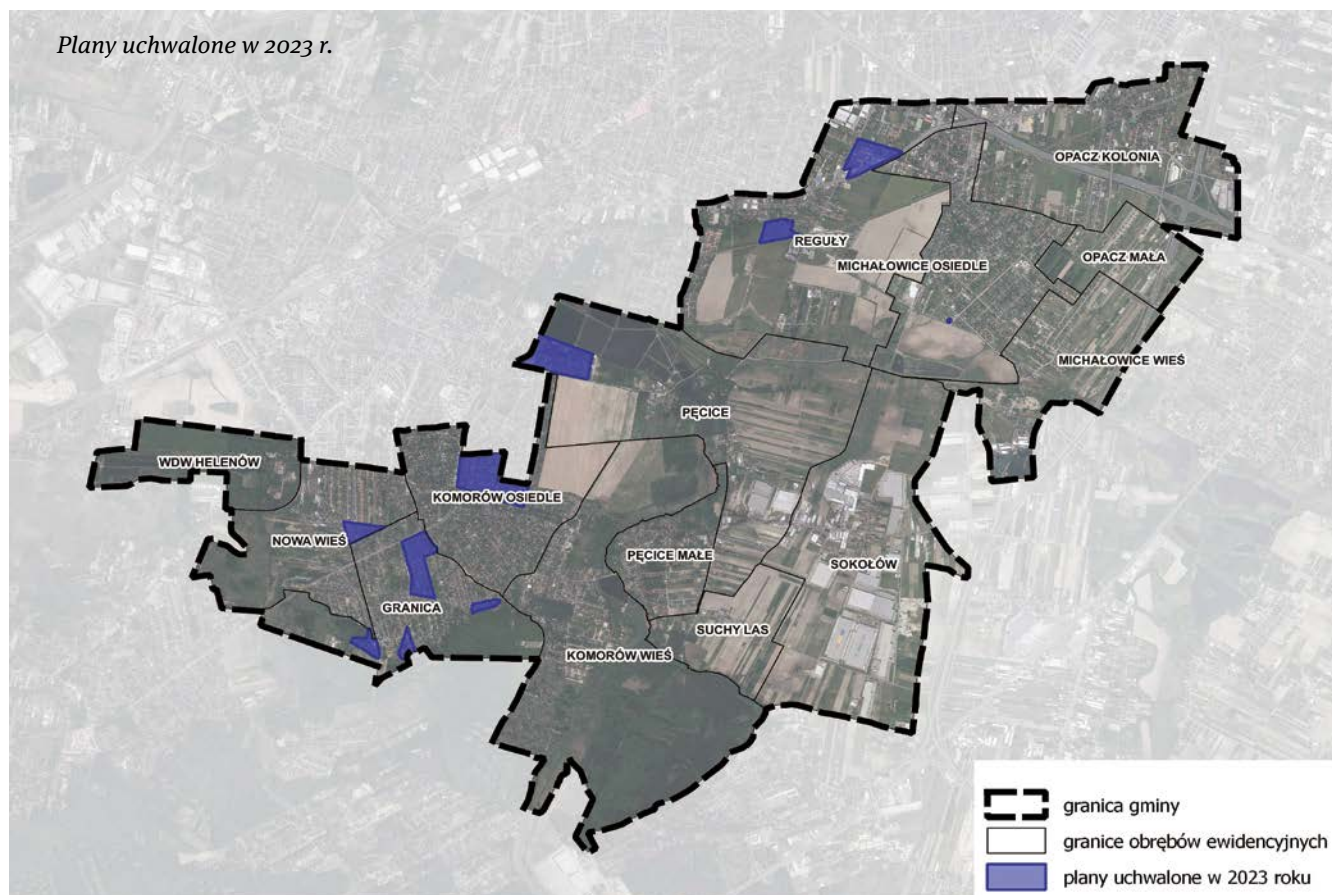 Plany uchwalone w 2023 r.
OPACZ KOLONIA
REGUŁY
MICHAŁOWICE OSIEDLE
OPACZ MAŁA
MICHAŁOWICE WIEŚ
PĘCICE
WDW HELENÓW
KOMORÓW OSIEDLE
NOWA WIEŚ
PĘCICE MAŁE
SOKOŁÓW
GRANICA
SUCHY LAS
KOMORÓW WIEŚ
granica gminy
granice obrębów ewidencyjnych
plany uchwalone w 2023 roku